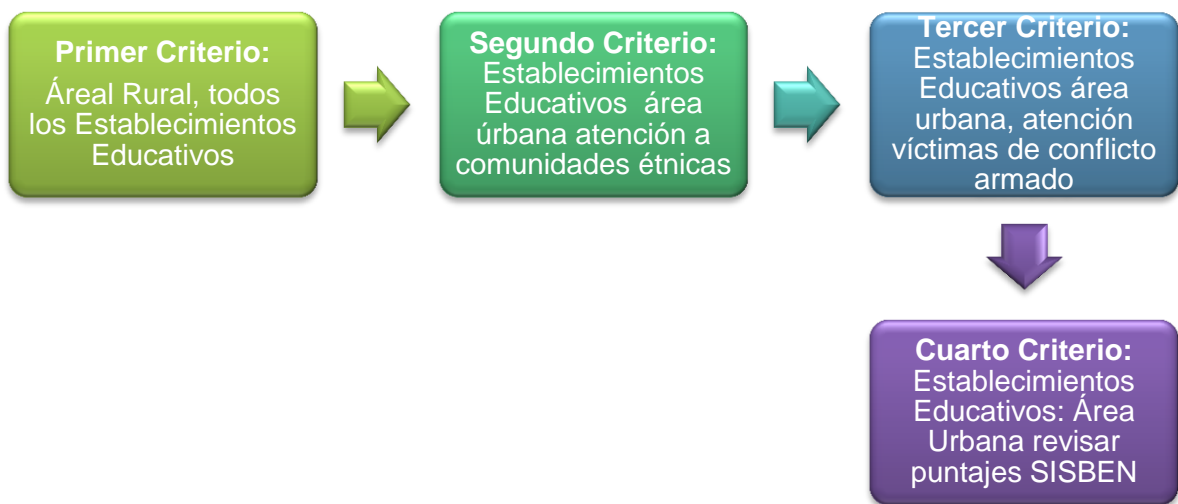 Primer Criterio:
Áreal Rural, todos
los Establecimientos
Educativos
Segundo Criterio:
Establecimientos
Educativos área
úrbana atención a
comunidades étnicas
Tercer Criterio:
Establecimientos
Educativos área
urbana, atención
víctimas de conflicto
armado
Cuarto Criterio:
Establecimientos
Educativos: Área
Urbana revisar
puntajes SISBEN